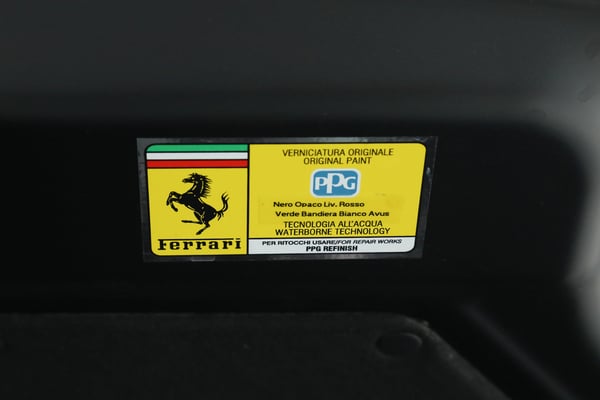 Ferrari
VERNICIATURA ORIGINALE
ORIGINAL PAINT
PPG
Nero Opaco Liv. Rosso
Verde Bandiera Bianco Avus
TECNOLOGIA ALL'ACQUA
WATERBORNE TECHNOLOGY
PER RITOCCHI USARE/FOR REPAIR WORKS
PPG REFINISH